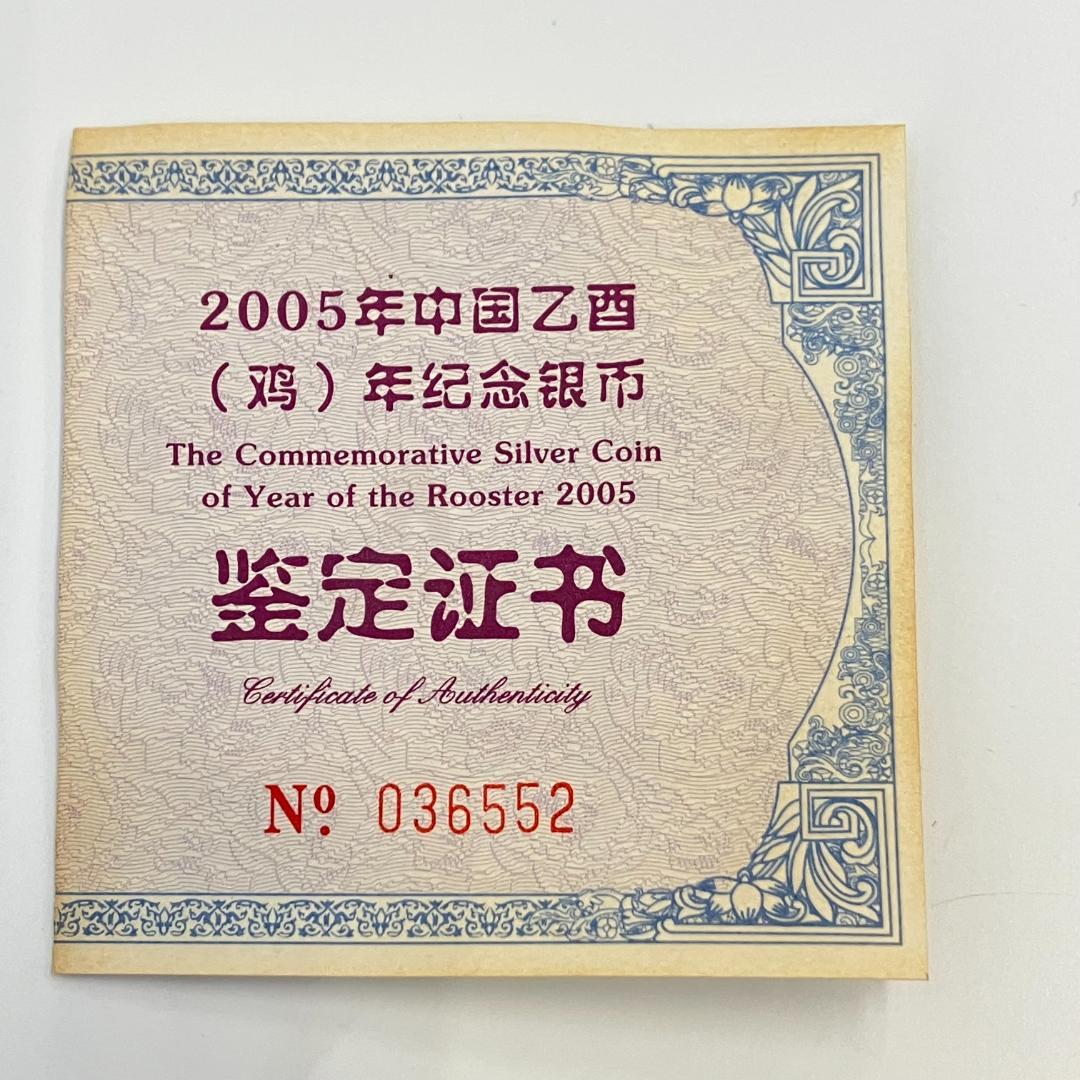 2005年中国乙酉
（鸡）年纪念银币
The Commemorative Silver Coin
of Year of the Rooster 2005
鉴定证书
Certificate of Authenticity
Nº 036552